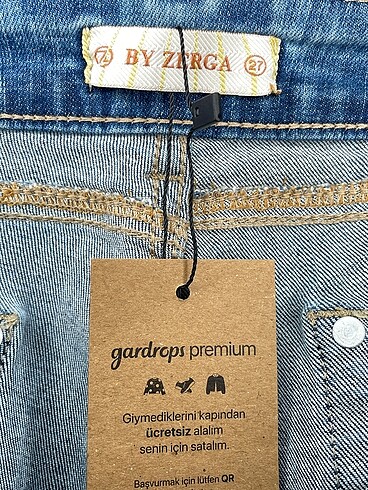 BY ZERGA 27
gardrops premium
Giymediklerini kapından
ücretsiz alalım
senin için satalım.
Başvurmak için lütfen QR